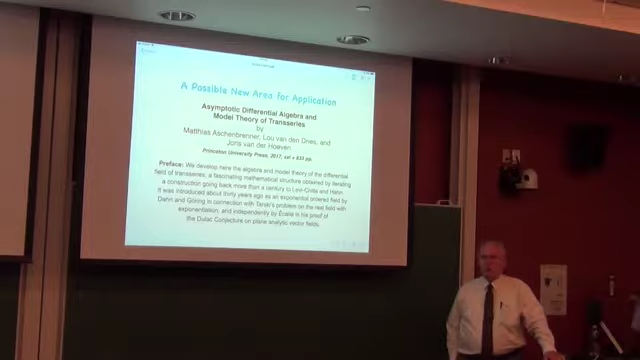 A Possible New Area for Application
Asymptotic Differential Algebra and
Model Theory of Transseries
by
Matthias Aschenbrenner, Lou van den Dries, and
Joris van der Hoeven
Princeton University Press, 2017, xxi + 833 pp.
Preface: We develop here the algebra and model theory of the differential
field of transseries, a fascinating mathematical structure obtained by iterating
a construction going back more than a century to Levi-Civita and Hahn.
It was introduced about thirty years ago as an exponential ordered field by
Dahn and Göring in connection with Tarski's problem on the real field with
exponentiation, and independently by Écalle in his proof of
the Dulac Conjecture on plane analytic vector fields.